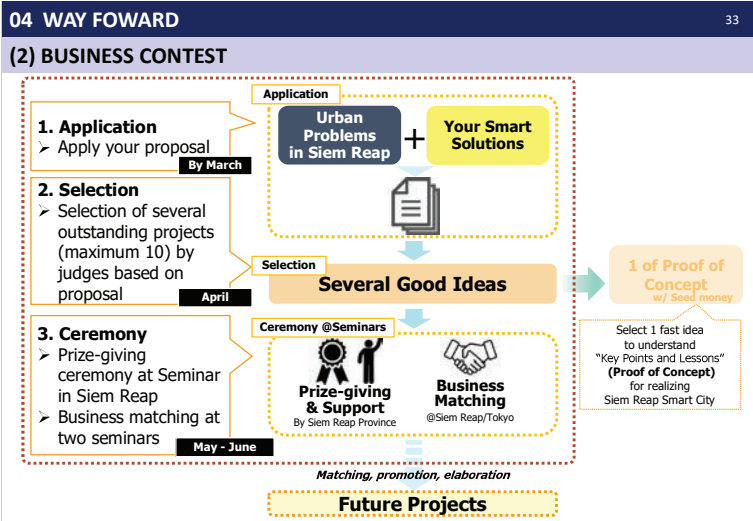 04 WAY FOWARD
33
(2) BUSINESS CONTEST
1. Application
➢ Apply your proposal
By March
2. Selection
➢ Selection of several
outstanding projects
(maximum 10) by
judges based on
proposal
April
3. Ceremony
➢ Prize-giving
ceremony at Seminar
in Siem Reap
➢ Business matching at
two seminars
May - June
Application
Urban
Problems
in Siem Reap
+
Your Smart
Solutions
Selection
Several Good Ideas
Ceremony @Seminars
Prize-giving
& Support
By Siem Reap Province
Business
Matching
@Siem Reap/Tokyo
Matching, promotion, elaboration
Future Projects
1 of Proof of
Concept
w/ Seed money
Select 1 fast idea
to understand
“Key Points and Lessons”
(Proof of Concept)
for realizing
Siem Reap Smart City